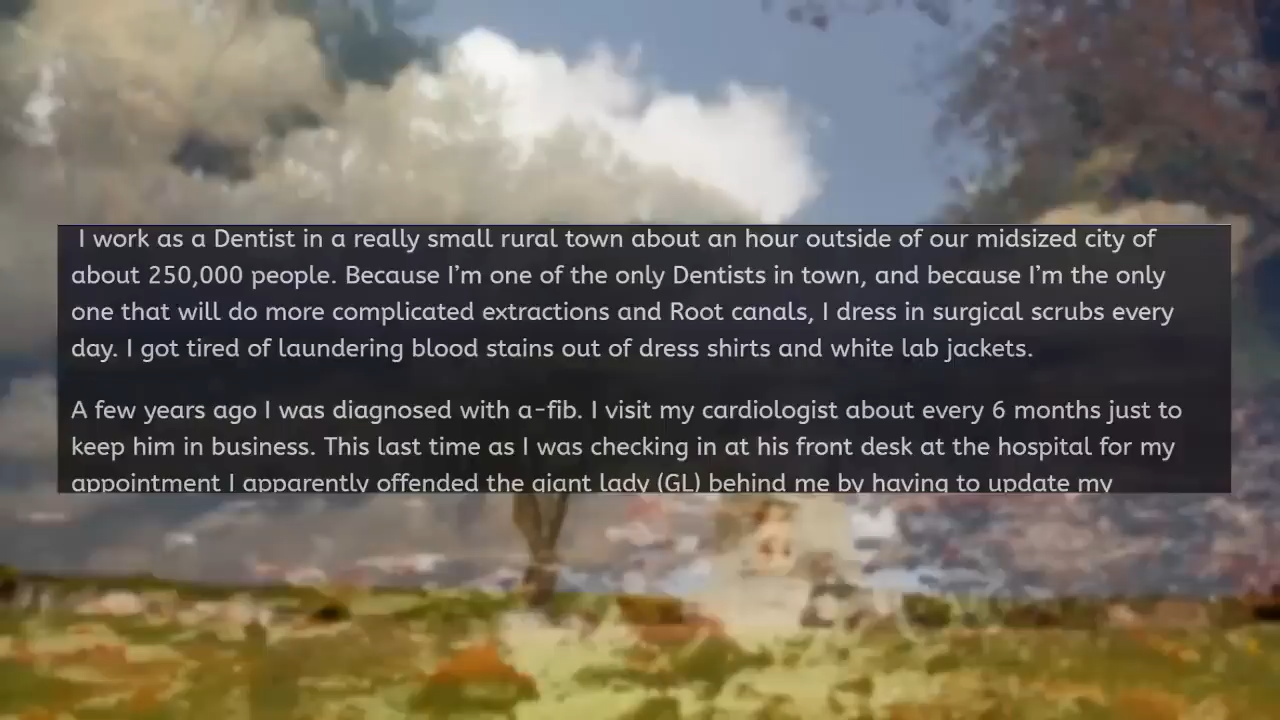 I work as a Dentist in a really small rural town about an hour outside of our midsized city of
about 250,000 people. Because I'm one of the only Dentists in town, and because I'm the only
one that will do more complicated extractions and Root canals, I dress in surgical scrubs every
day. I got tired of laundering blood stains out of dress shirts and white lab jackets.
A few years ago I was diagnosed with a-fib. I visit my cardiologist about every 6 months just to
keep him in business. This last time as I was checking in at his front desk at the hospital for my
appointment I apparently offended the giant lady (GL) behind me by having to update my